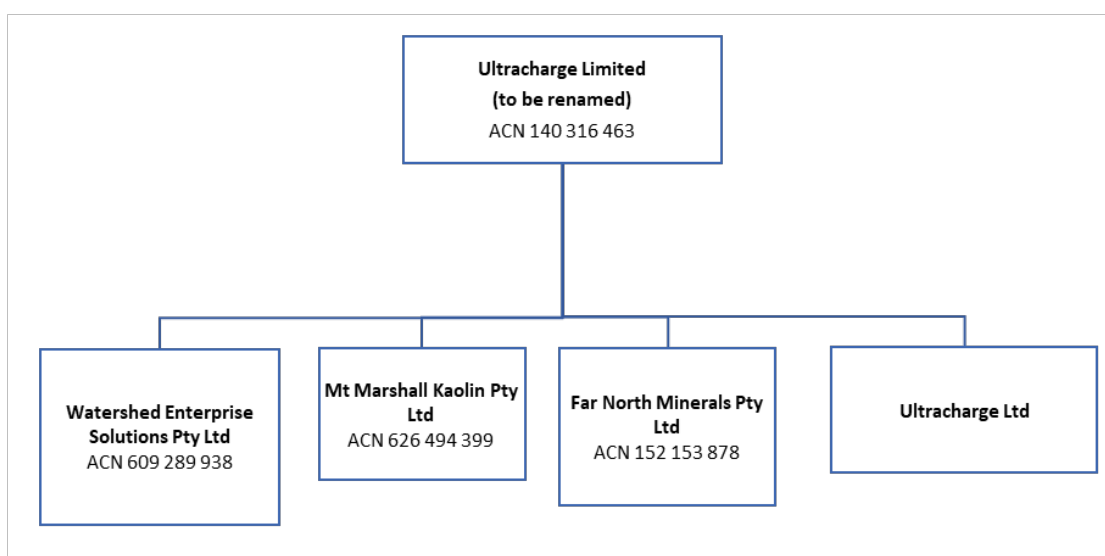 Ultracharge Limited
(to be renamed)
ACN 140 316 463
Watershed Enterprise
Solutions Pty Ltd
ACN 609 289 938
Mt Marshall Kaolin Pty
Ltd
ACN 626 494 399
Far North Minerals Pty
Ltd
ACN 152 153 878
Ultracharge Ltd